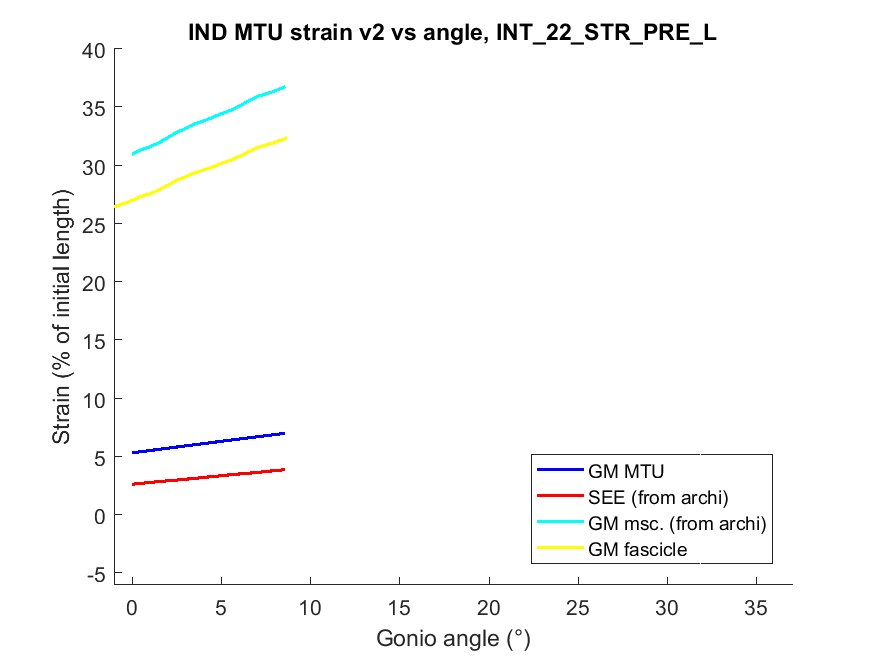 IND MTU strain v2 vs angle, INT_22_STR_PRE_L
40
35
30
25
20
15
10
5
0
-5
Strain (% of initial length)
GM MTU
SEE (from archi)
GM msc. (from archi)
GM fascicle
0 5 10 15 20 25 30 35
Gonio angle (°)